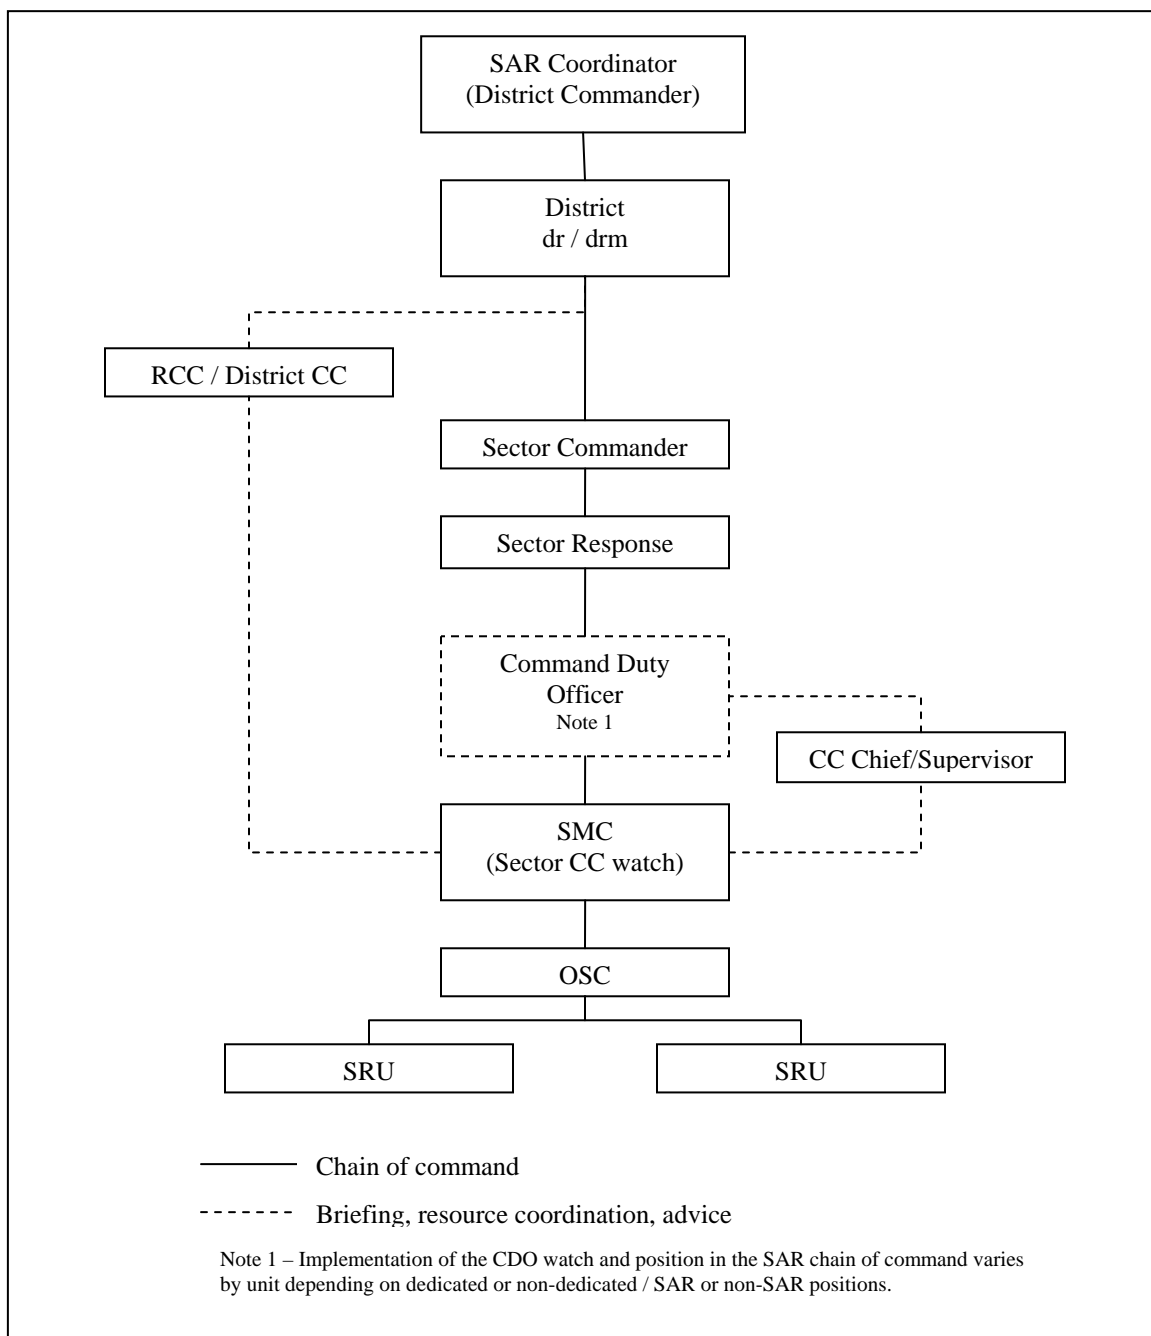 SAR Coordinator
(District Commander)
District
dr / drm
RCC / District CC
Sector Commander
Sector Response
Command Duty
Officer
Note 1
CC Chief/Supervisor
SMC
(Sector CC watch)
OSC
SRU
SRU
Chain of command
Briefing, resource coordination, advice
Note 1 – Implementation of the CDO watch and position in the SAR chain of command varies
by unit depending on dedicated or non-dedicated / SAR or non-SAR positions.